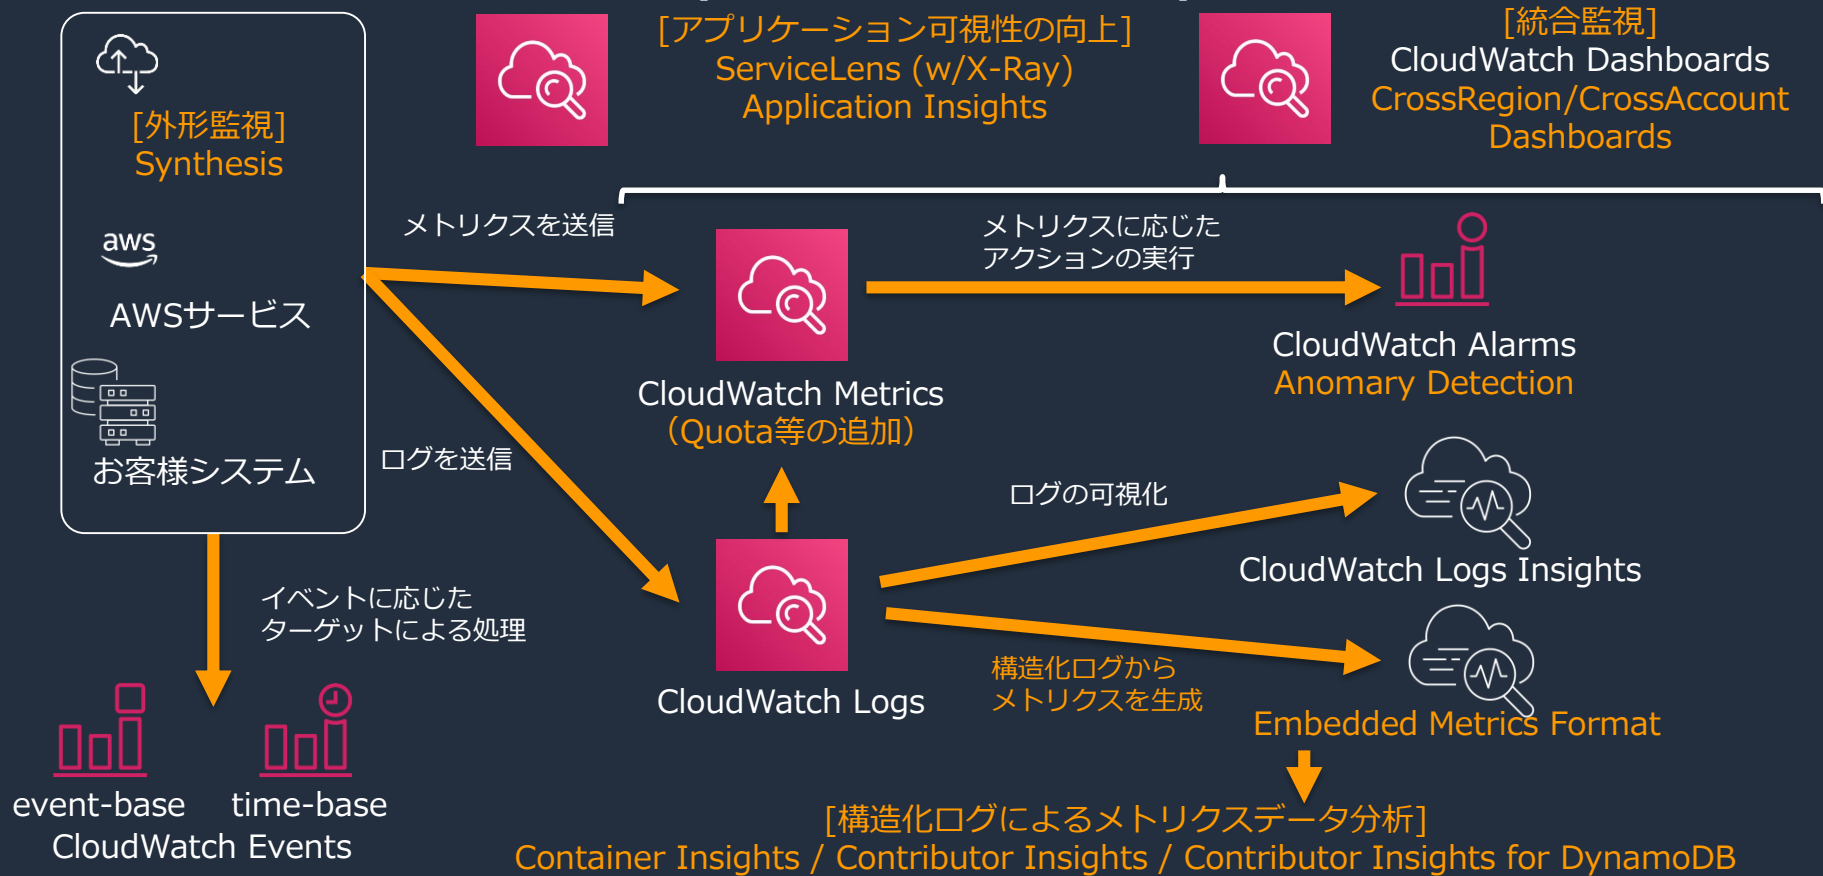 [アプリケーション可視性の向上]
ServiceLens (w/X-Ray)
Application Insights
[統合監視]
CloudWatch Dashboards
CrossRegion/CrossAccount
Dashboards
[外形監視]
Synthesis
aws
AWSサービス
お客様システム
メトリクスを送信
メトリクスに応じた
アクションの実行
CloudWatch Metrics
（Quota等の追加）
CloudWatch Alarms
Anomary Detection
ログを送信
ログの可視化
CloudWatch Logs Insights
イベントに応じた
ターゲットによる処理
CloudWatch Logs
構造化ログから
メトリクスを生成
Embedded Metrics Format
event-base
time-base
CloudWatch Events
[構造化ログによるメトリクスデータ分析]
Container Insights / Contributor Insights / Contributor Insights for DynamoDB